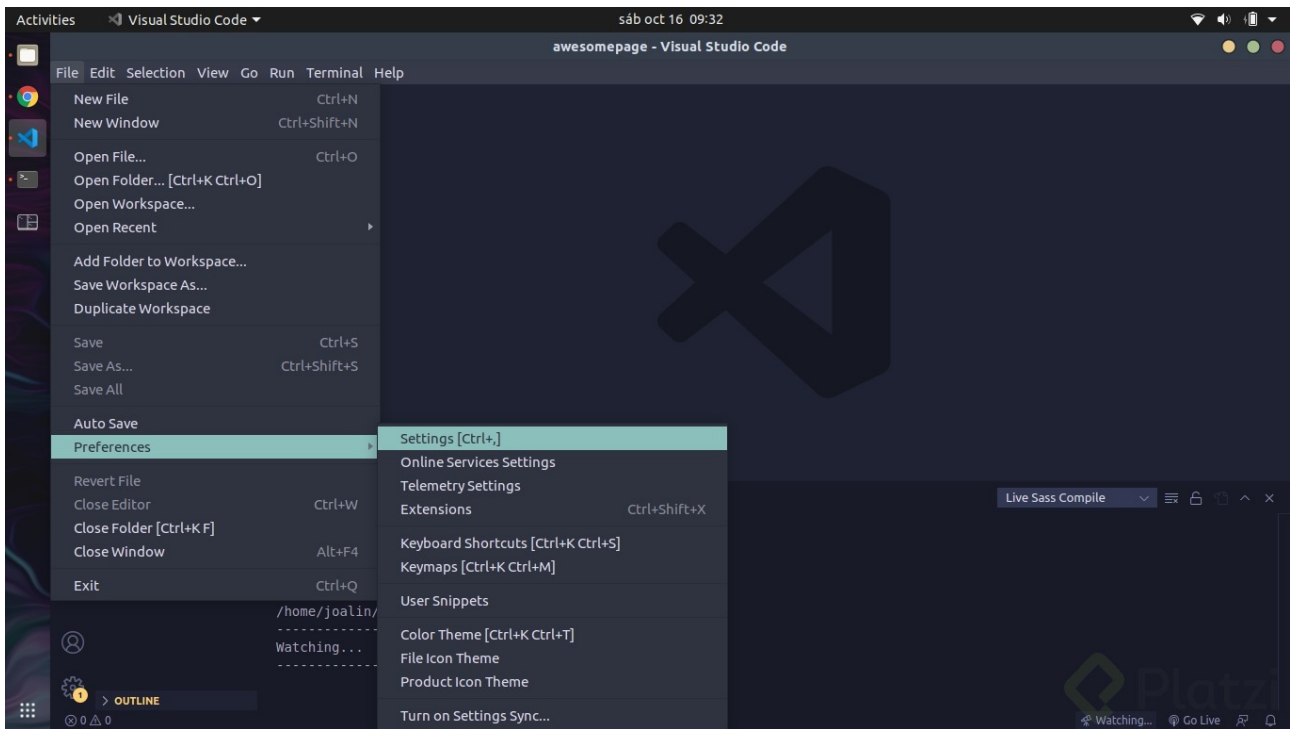 Activities Visual Studio Code sáb oct 16 09:32
awesomepage - Visual Studio Code
File Edit Selection View Go Run Terminal Help
New File Ctrl+N
New Window Ctrl+Shift+N
Open File... Ctrl+O
Open Folder... [Ctrl+K Ctrl+O]
Open Workspace...
Open Recent
Add Folder to Workspace...
Save Workspace As...
Duplicate Workspace
Save Ctrl+S
Save As... Ctrl+Shift+S
Save All
Auto Save
Preferences
Revert File
Close Editor Ctrl+W
Close Folder [Ctrl+K F]
Close Window Alt+F4
Exit Ctrl+Q
Settings [Ctrl+,]
Online Services Settings
Telemetry Settings
Extensions Ctrl+Shift+X
Keyboard Shortcuts [Ctrl+K Ctrl+S]
Keymaps [Ctrl+K Ctrl+M]
User Snippets
Color Theme [Ctrl+K Ctrl+T]
File Icon Theme
Product Icon Theme
Turn on Settings Sync...
Live Sass Compile
/home/joalin/
--------------
Watching...
--------------
1
> OUTLINE
0 0
Platzi
Watching... Go Live